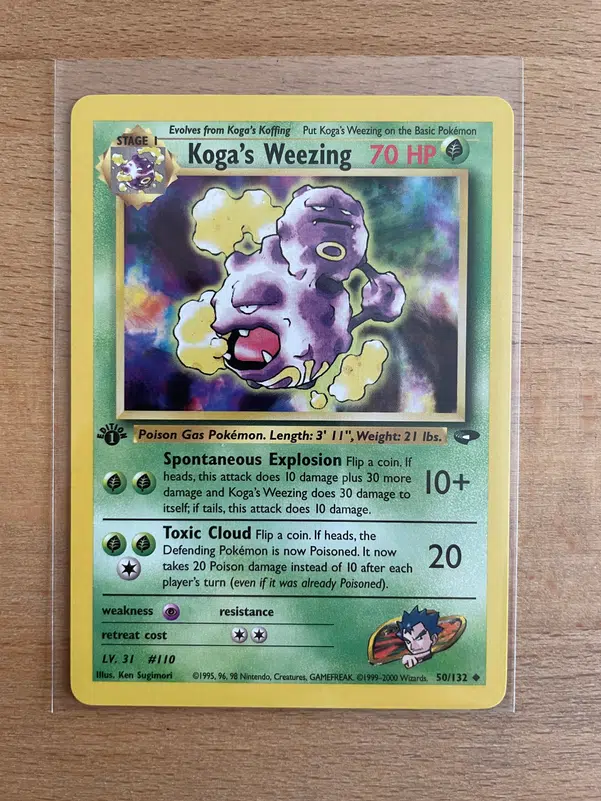 Evolves from Koga's Koffing Put Koga's Weezing on the Basic Pokémon
STAGE 1
Koga's Weezing 70 HP
EDITION 1
Poison Gas Pokémon. Length: 3' 11", Weight: 21 lbs.
Spontaneous Explosion Flip a coin. If
heads, this attack does 10 damage plus 30 more
damage and Koga's Weezing does 30 damage to
itself; if tails, this attack does 10 damage.
10+
Toxic Cloud Flip a coin. If heads, the
Defending Pokémon is now Poisoned. It now
takes 20 Poison damage instead of 10 after each
player's turn (even if it was already Poisoned).
20
weakness resistance
retreat cost
LV. 31 #110
Illus. Ken Sugimori ©1995, 96, 98 Nintendo, Creatures, GAMEFREAK. ©1999-2000 Wizards. 50/132